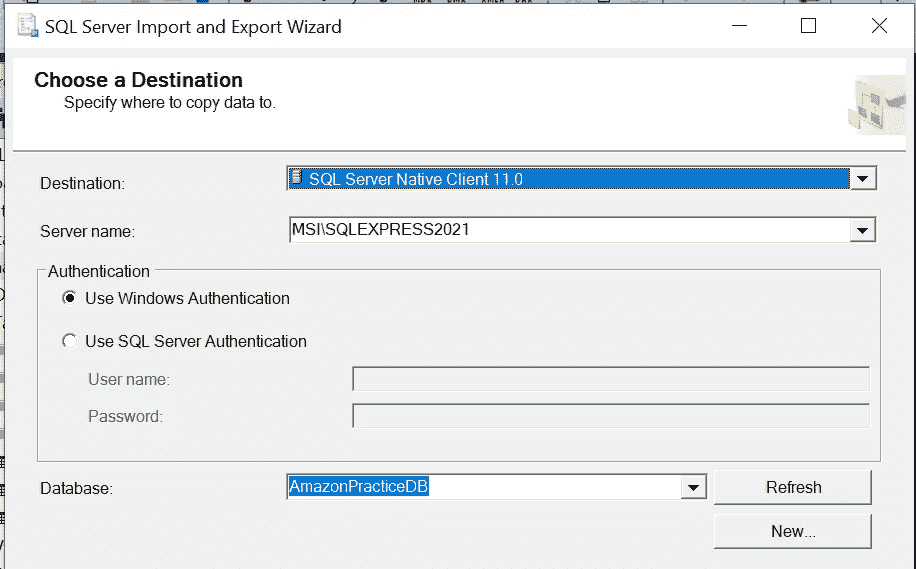 SQL Server Import and Export Wizard
Choose a Destination
Specify where to copy data to.
Destination: SQL Server Native Client 11.0
Server name: MSI\SQLEXPRESS2021
Authentication
Use Windows Authentication
Use SQL Server Authentication
User name:
Password:
Database: AmazonPracticeDB Refresh
New...